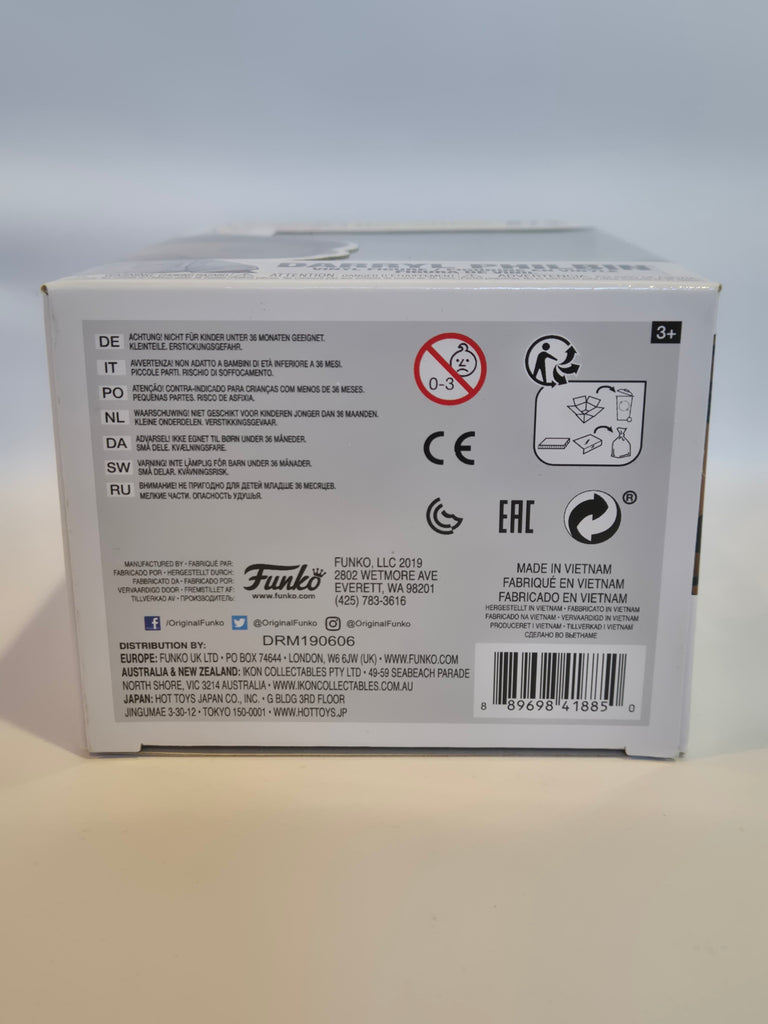 DARRYL PHILBIN
3+
DE ACHTUNG! NICHT FÜR KINDER UNTER 36 MONATEN GEEIGNET.
KLEINTEILE. ERSTICKUNGSGEFAHR.
IT AVVERTENZA! NON ADATTO A BAMBINI DI ETÀ INFERIORE A 36 MESI.
PICCOLE PARTI. RISCHIO DI SOFFOCAMENTO.
PO ATENÇÃO! CONTRA-INDICADO PARA CRIANÇAS COM MENOS DE 36 MESES.
PEQUENAS PARTES. RISCO DE ASFIXIA.
NL WAARSCHUWING! NIET GESCHIKT VOOR KINDEREN JONGER DAN 36 MAANDEN.
KLEINE ONDERDELEN. VERSTIKKINGSGEVAAR.
DA ADVARSEL! IKKE EGNET TIL BØRN UNDER 36 MÅNEDER.
SMÅ DELE. KVÆLNINGSFARE.
SW VARNING! INTE LÄMPLIG FÖR BARN UNDER 36 MÅNADER.
SMÅ DELAR. KVÄVNINGSRISK.
RU ВНИМАНИЕ! НЕ ПРИГОДНО ДЛЯ ДЕТЕЙ МЛАДШЕ 36 МЕСЯЦЕВ.
МЕЛКИЕ ЧАСТИ. ОПАСНОСТЬ УДУШЬЯ.
0-3
CE
EAC
®
MANUFACTURED BY • FABRIQUÉ PAR:
FABRICADO POR • HERGESTELLT DURCH:
FABBRICATO DA • FABRICADO POR:
VERVAARDIGD DOOR • FREMSTILLET AF:
TILLVERKAD AV • ПРОИЗВОДИТЕЛЬ:
Funko
www.funko.com
FUNKO, LLC 2019
2802 WETMORE AVE
EVERETT, WA 98201
(425) 783-3616
/OriginalFunko @OriginalFunko @OriginalFunko
DRM190606
DISTRIBUTION BY:
EUROPE: FUNKO UK LTD • PO BOX 74644 • LONDON, W6 6JW (UK) • WWW.FUNKO.COM
AUSTRALIA & NEW ZEALAND: IKON COLLECTABLES PTY LTD • 49-59 SEABEACH PARADE
NORTH SHORE, VIC 3214 AUSTRALIA • WWW.IKONCOLLECTABLES.COM.AU
JAPAN: HOT TOYS JAPAN CO., INC. • G BLDG 3RD FLOOR
JINGUMAE 3-30-12 • TOKYO 150-0001 • WWW.HOTTOYS.JP
MADE IN VIETNAM
FABRIQUÉ EN VIETNAM
FABRICADO EN VIETNAM
HERGESTELLT IN VIETNAM • FABBRICATO IN VIETNAM
FABRICADO NA VIETNAM • VERVAARDIGD IN VIETNAM
PRODUCERET I VIETNAM • TILLVERKAD I VIETNAM
СДЕЛАНО ВО ВЬЕТНАМЕ
8 89698 41885 0